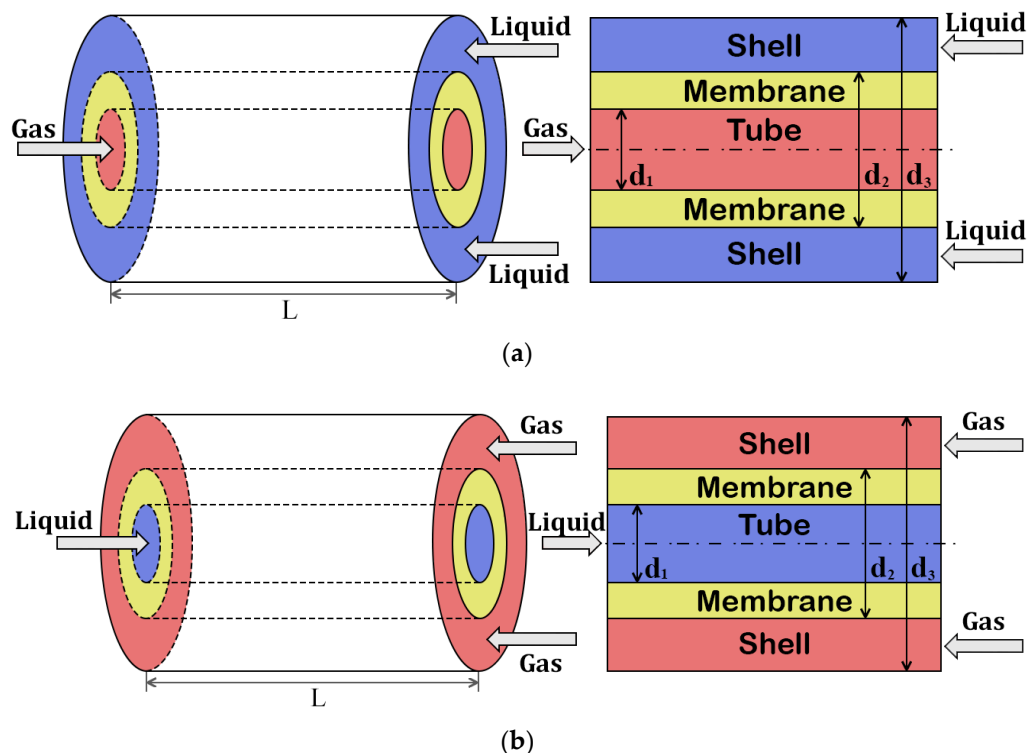 Liquid
Gas
Liquid
L
Shell
Membrane
Tube
Membrane
Shell
Gas
d₁
d₂
d₃
Liquid
Liquid
(a)
Gas
Liquid
Gas
L
Shell
Membrane
Tube
Membrane
Shell
Liquid
d₁
d₂
d₃
Gas
Gas
(b)